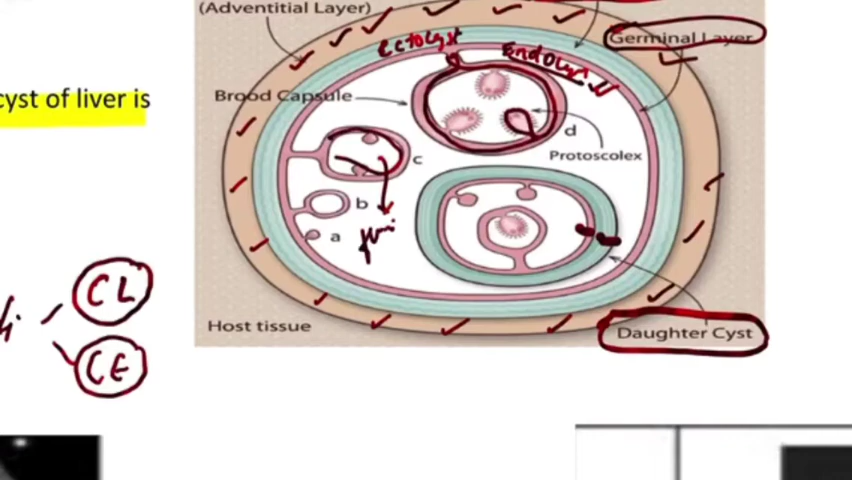 (Adventitial Layer)
Ectocyst
Germinal Layer
Endocyst
cyst of liver is
Brood Capsule
d
c
Protoscolex
b
a
CL
Host tissue
Daughter Cyst
CE